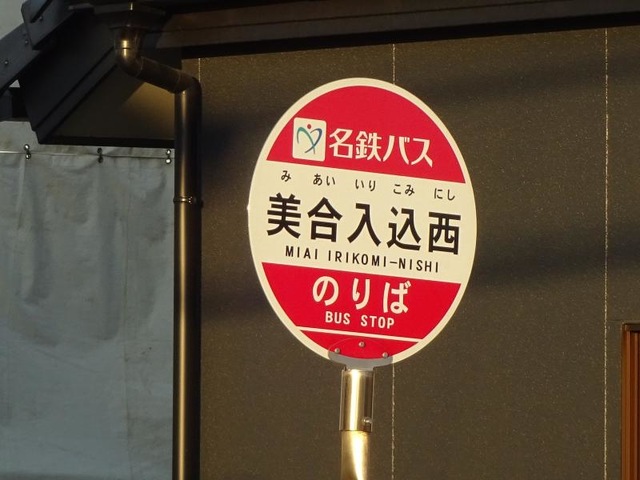 名鉄バス
み あい いり こみ にし
美合入込西
MIAI IRIKOMI-NISHI
のりば
BUS STOP